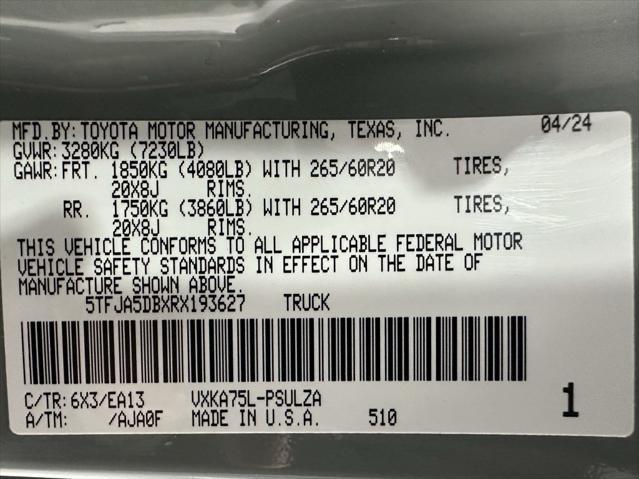 MFD.BY: TOYOTA MOTOR MANUFACTURING, TEXAS, INC. 04/24
GVWR: 3280KG (7230LB)
GAWR: FRT. 1850KG (4080LB) WITH 265/60R20 TIRES,
20X8J RIMS.
RR. 1750KG (3860LB) WITH 265/60R20 TIRES,
20X8J RIMS.
THIS VEHICLE CONFORMS TO ALL APPLICABLE FEDERAL MOTOR
VEHICLE SAFETY STANDARDS IN EFFECT ON THE DATE OF
MANUFACTURE SHOWN ABOVE.
5TFJA5DBXRX193627 TRUCK
C/TR: 6X3/EA13 VXKA75L-PSULZA
A/TM: /AJA0F MADE IN U.S.A. 510 1